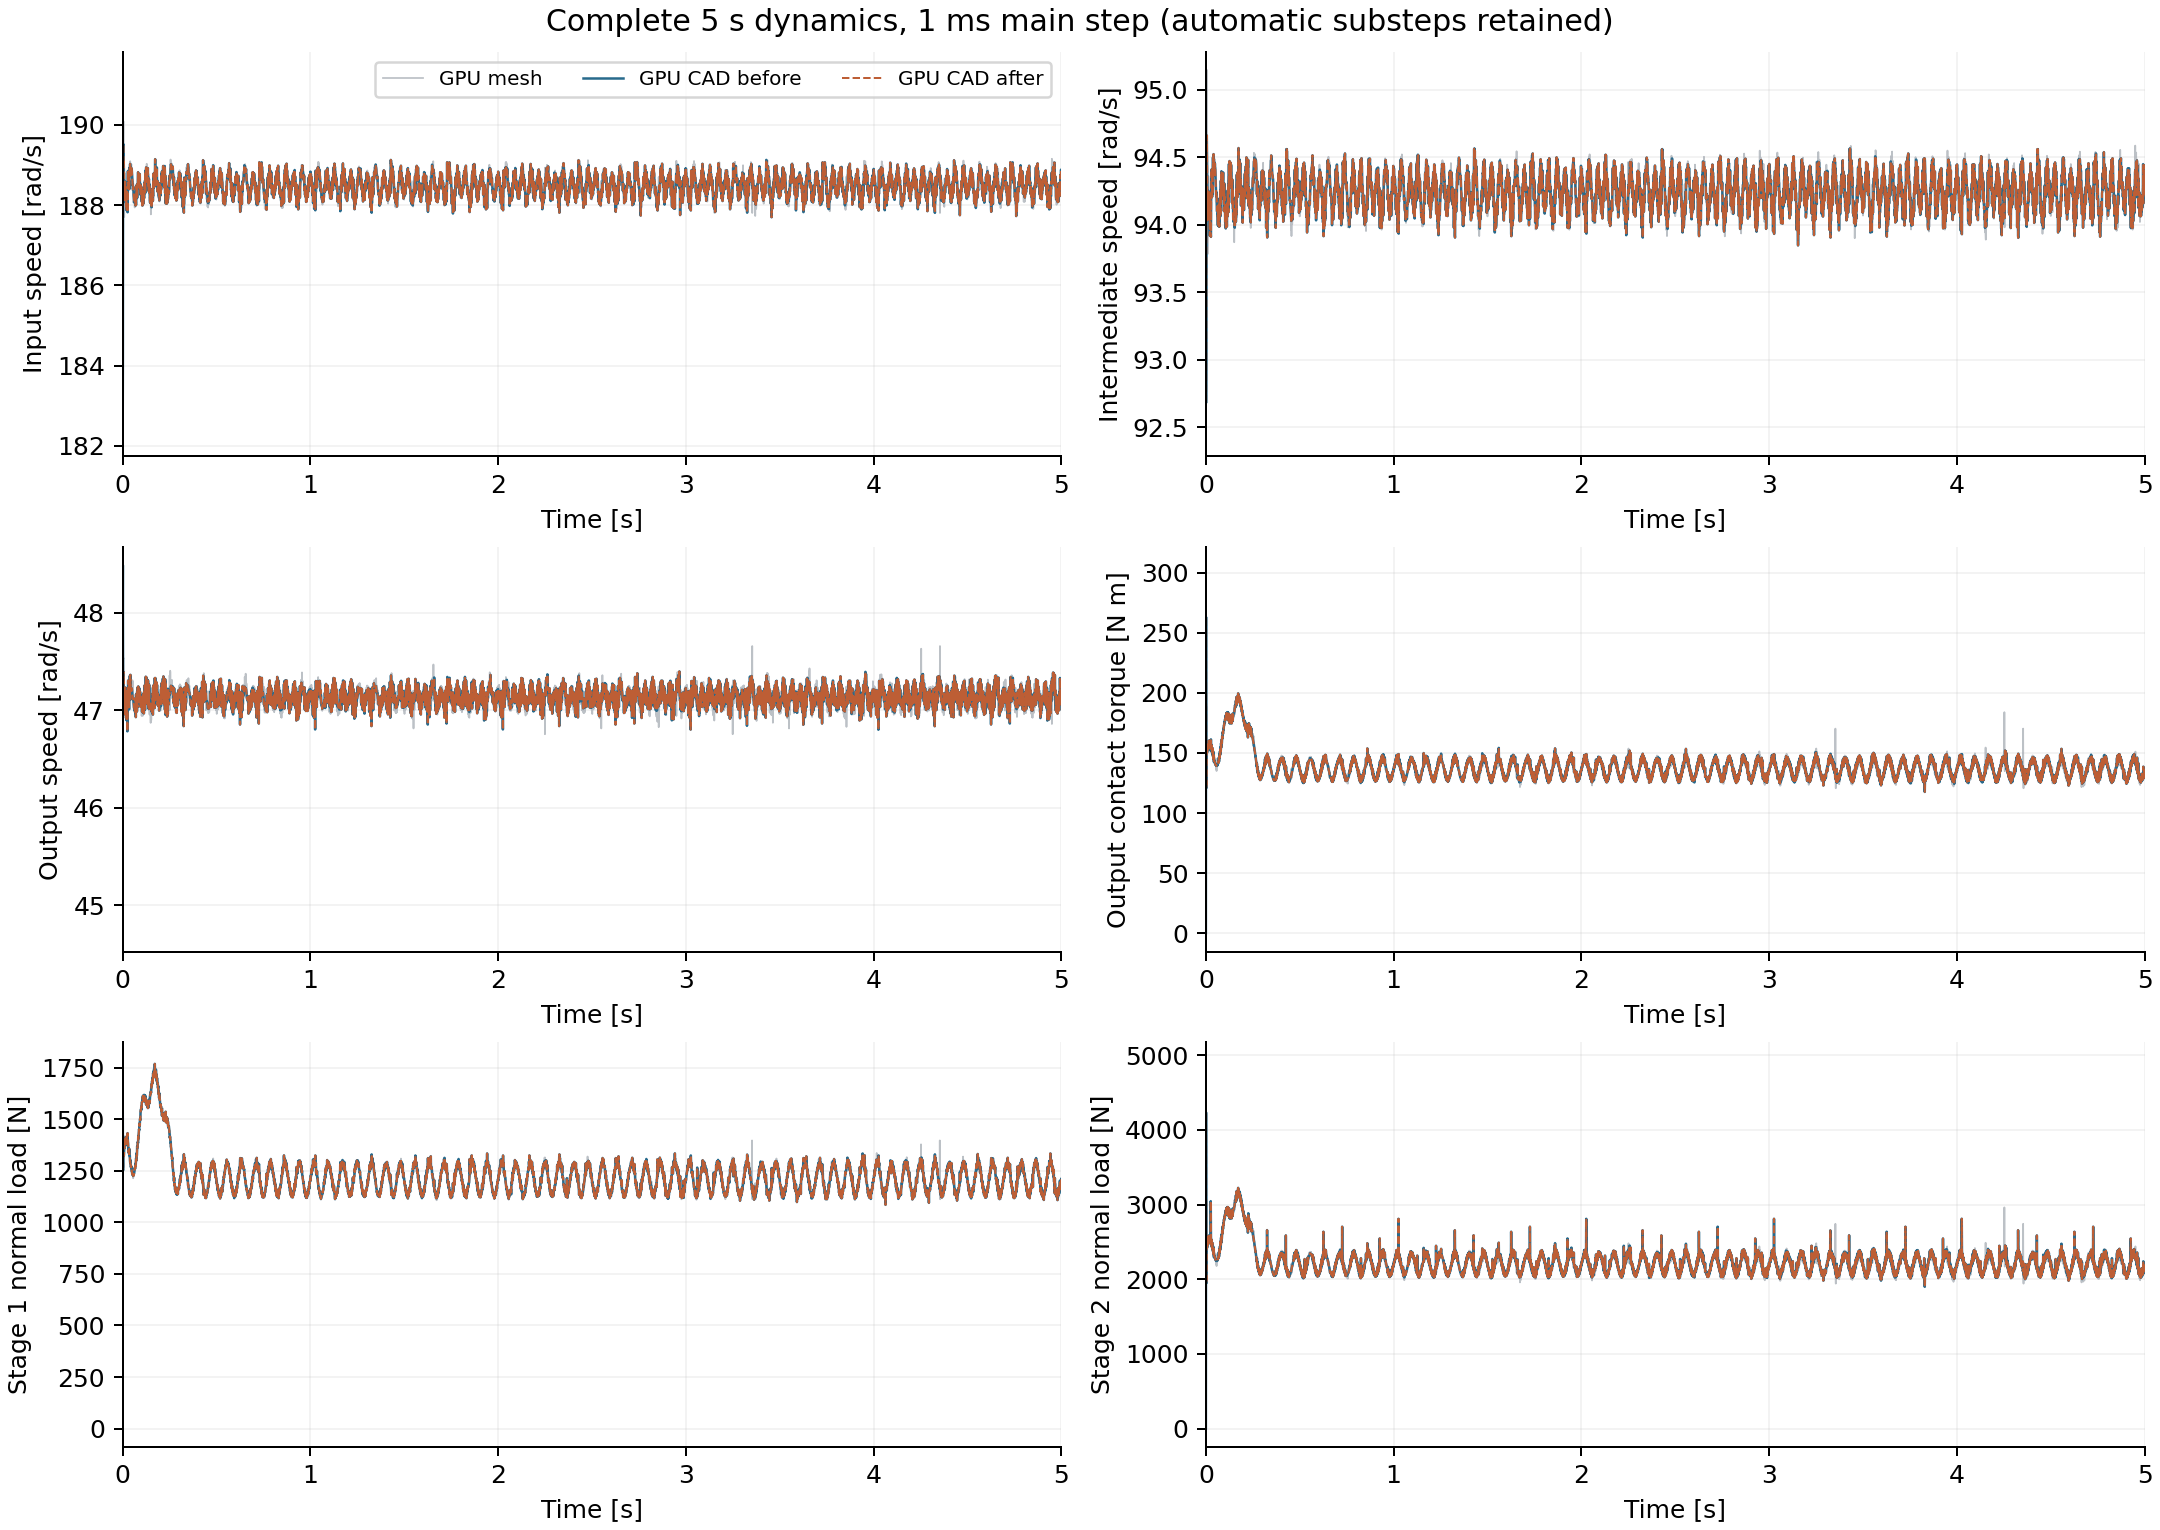 Complete 5 s dynamics, 1 ms main step (automatic substeps retained)
GPU mesh GPU CAD before GPU CAD after
Input speed [rad/s]
190
188
186
184
182
0 1 2 3 4 5
Time [s]
Intermediate speed [rad/s]
95.0
94.5
94.0
93.5
93.0
92.5
0 1 2 3 4 5
Time [s]
Output speed [rad/s]
48
47
46
45
0 1 2 3 4 5
Time [s]
Output contact torque [N m]
300
250
200
150
100
50
0
0 1 2 3 4 5
Time [s]
Stage 1 normal load [N]
1750
1500
1250
1000
750
500
250
0
0 1 2 3 4 5
Time [s]
Stage 2 normal load [N]
5000
4000
3000
2000
1000
0
0 1 2 3 4 5
Time [s]